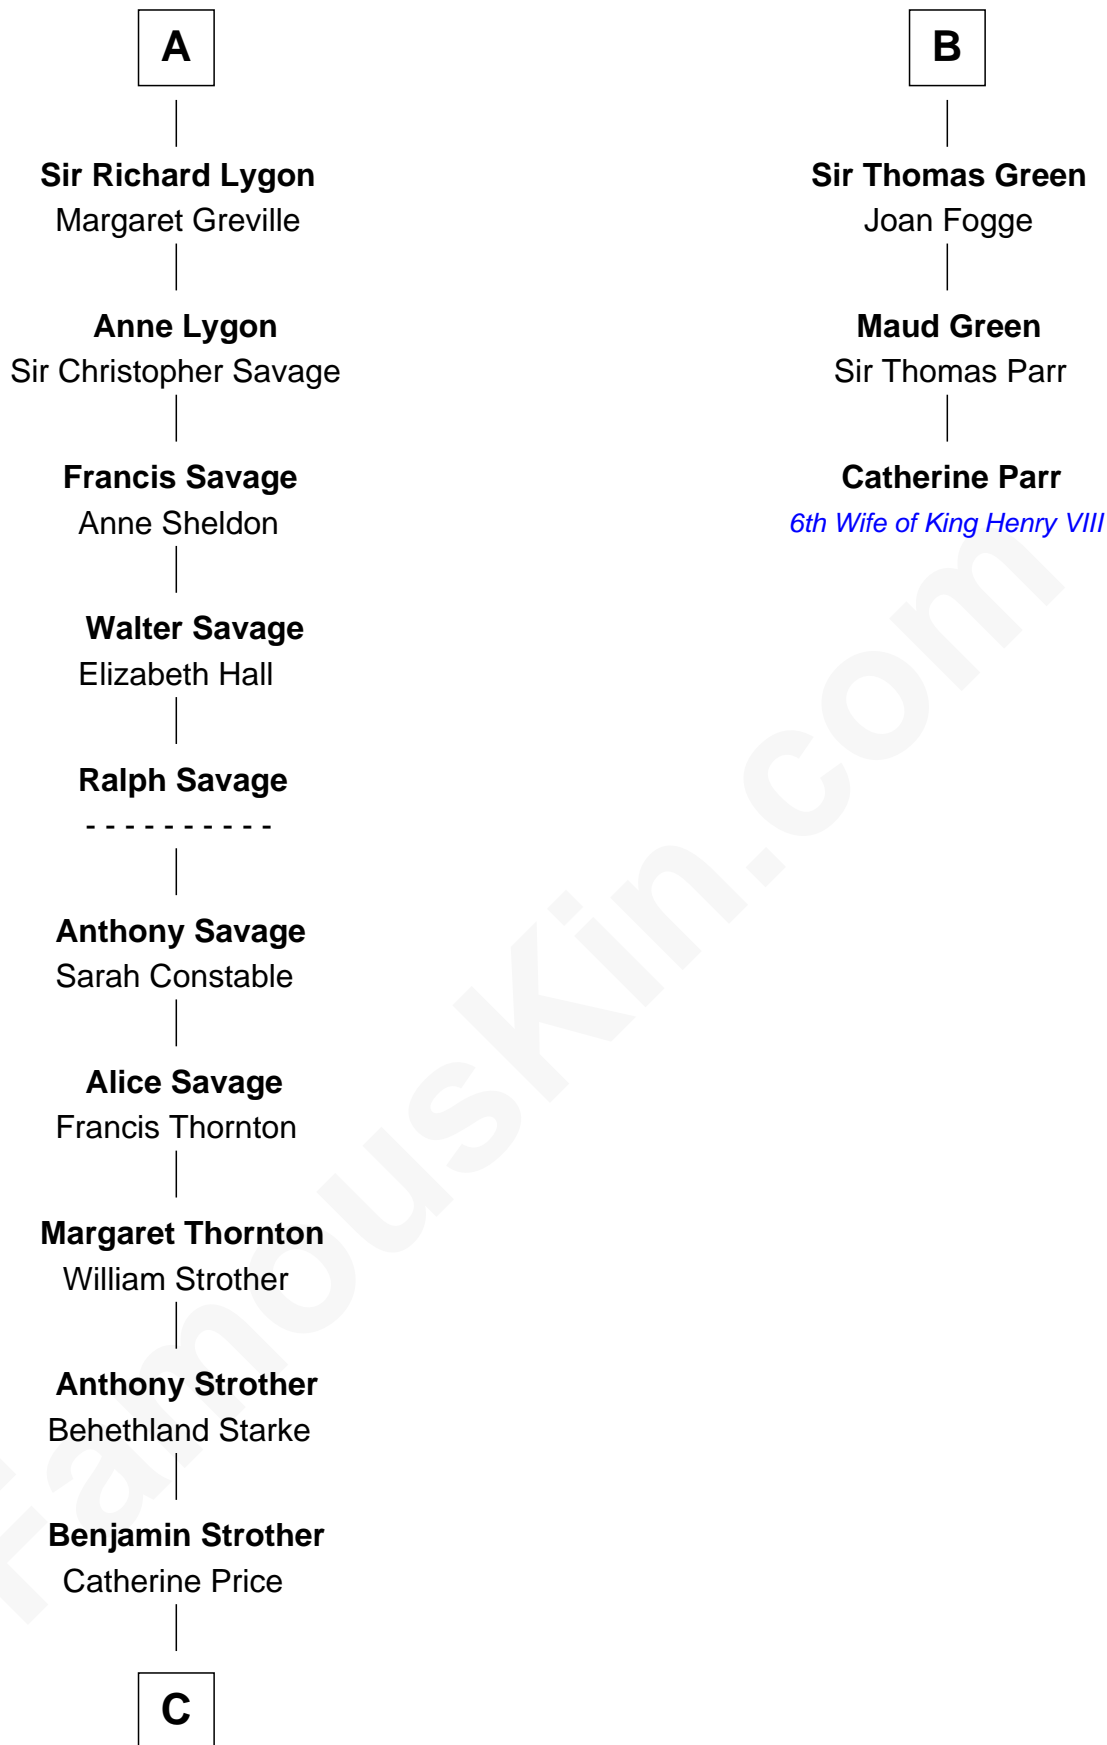 A
Sir Richard Lygon
Margaret Greville
Anne Lygon
Sir Christopher Savage
Francis Savage
Anne Sheldon
Walter Savage
Elizabeth Hall
Ralph Savage
- - - - - - - - - -
Anthony Savage
Sarah Constable
Alice Savage
Francis Thornton
Margaret Thornton
William Strother
Anthony Strother
Behethland Starke
Benjamin Strother
Catherine Price
C
B
Sir Thomas Green
Joan Fogge
Maud Green
Sir Thomas Parr
Catherine Parr
6th Wife of King Henry VIII
FamousKin.com